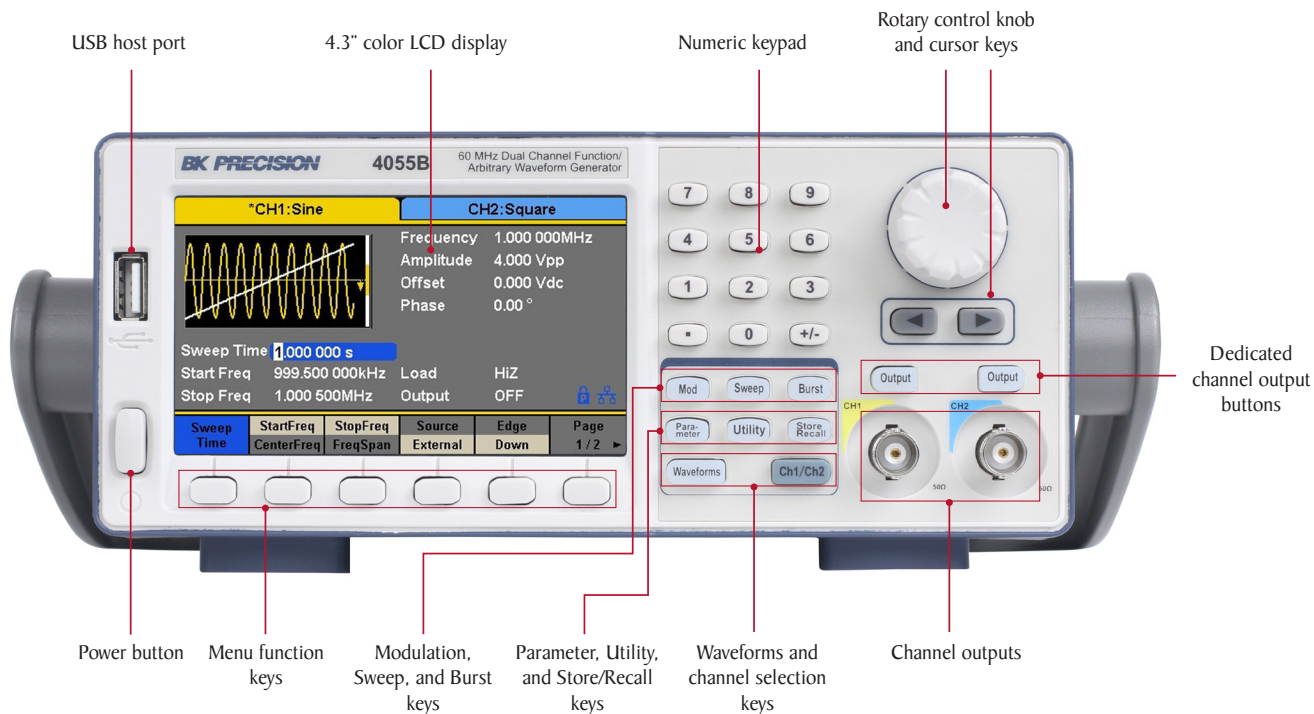 USB host port
4.3" color LCD display
Numeric keypad
Rotary control knob
and cursor keys
BK PRECISION
4055B
60 MHz Dual Channel Function/
Arbitrary Waveform Generator
*CH1:Sine
CH2:Square
Frequency 1.000 000MHz
Amplitude 4.000 Vpp
Offset 0.000 Vdc
Phase 0.00 °
Sweep Time 1.000 000 s
Start Freq 999.500 000kHz Load HiZ
Stop Freq 1.000 500MHz Output OFF
P
Sweep StartFreq StopFreq Source Edge Page
Time CenterFreq FreqSpan External Down 1/2 ►
7 8 9
4 5 6
1 2 3
. 0 +/-
Mod Sweep Burst
Para-
meter
Utility
Store
Recall
Waveforms Ch1/Ch2
Output Output
CH1 CH2
50Ω 50Ω
Dedicated
channel output
buttons
Power button
Menu function
keys
Modulation,
Sweep, and Burst
keys
Parameter, Utility,
and Store/Recall
keys
Waveforms and
channel selection
keys
Channel outputs